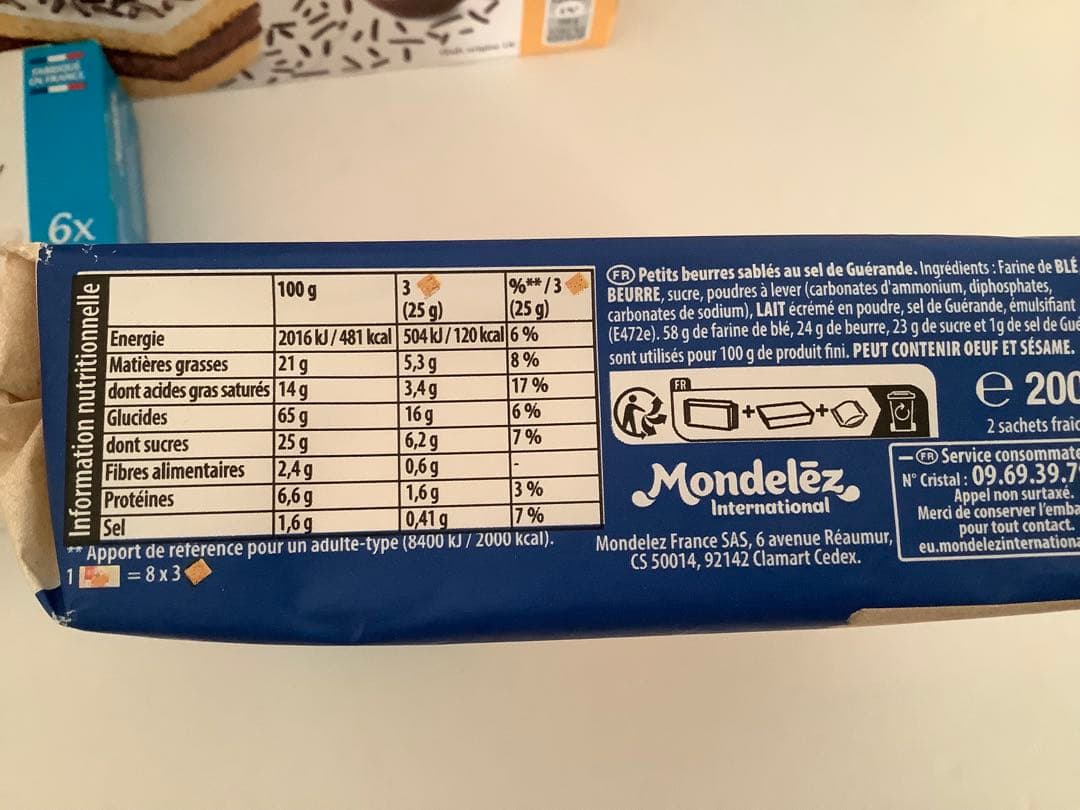 FABRIQUÉ
EN FRANCE
6x
Information nutritionnelle
100 g
3
(25 g)
%** / 3
(25 g)
Energie 2016 kJ / 481 kcal 504 kJ / 120 kcal 6 %
Matières grasses 21 g 5,3 g 8 %
dont acides gras saturés 14 g 3,4 g 17 %
Glucides 65 g 16 g 6 %
dont sucres 25 g 6,2 g 7 %
Fibres alimentaires 2,4 g 0,6 g -
Protéines 6,6 g 1,6 g 3 %
Sel 1,6 g 0,41 g 7 %
** Apport de référence pour un adulte-type (8400 kJ / 2000 kcal).
1 = 8 x 3
FR Petits beurres sablés au sel de Guérande. Ingrédients : Farine de BLÉ
BEURRE, sucre, poudres à lever (carbonates d'ammonium, diphosphates,
carbonates de sodium), LAIT écrémé en poudre, sel de Guérande, émulsifiant
(E472e). 58 g de farine de blé, 24 g de beurre, 23 g de sucre et 1g de sel de Gué
sont utilisés pour 100 g de produit fini. PEUT CONTENIR OEUF ET SÉSAME.
FR
+ +
e 200
2 sachets fraîc
Mondelēz
International
Mondelez France SAS, 6 avenue Réaumur,
CS 50014, 92142 Clamart Cedex.
FR Service consommate
N° Cristal : 09.69.39.7
Appel non surtaxé.
Merci de conserver l'emba
pour tout contact.
eu.mondelezinternationa